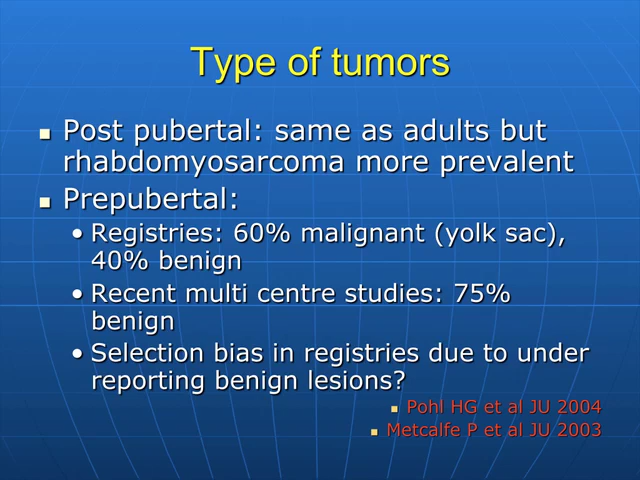 Type of tumors
Post pubertal: same as adults but
rhabdomyosarcoma more prevalent
Prepubertal:
Registries: 60% malignant (yolk sac),
40% benign
Recent multi centre studies: 75%
benign
Selection bias in registries due to under
reporting benign lesions?
Pohl HG et al JU 2004
Metcalfe P et al JU 2003